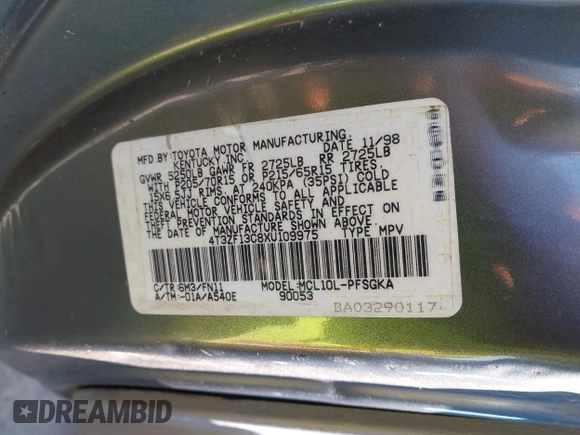 MFD.BY:TOYOTA MOTOR MANUFACTURING,
KENTUCKY,INC. DATE 11/98
GVWR 5250LB GAWR FR 2725LB RR 2725LB
WITH P205/70R15 OR P215/65R15 TIRES,
15X6.5JJ RIMS, AT 240KPA (35PSI) COLD
THIS VEHICLE CONFORMS TO ALL APPLICABLE
FEDERAL MOTOR VEHICLE SAFETY AND
THEFT PREVENTION STANDARDS IN EFFECT ON
DATE OF MANUFACTURE SHOWN ABOVE.
4T3ZF13C8XU109975 TYPE MPV
C/TR:6M3/FN11 MODEL:MCL10L-PFSGKA
A/TM:-01A/A540E 90053
BA03290117
DREAMBID